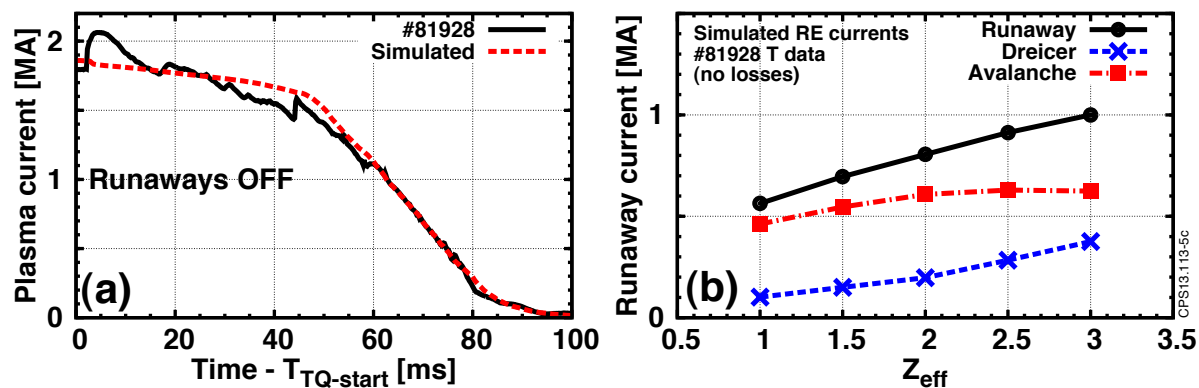 #81928
Simulated
Runaways OFF
(a)
Plasma current [MA]
0
1
2
0 20 40 60 80 100
Time - T_TQ-start [ms]
Simulated RE currents
#81928 T data
(no losses)
Runaway
Dreicer
Avalanche
(b)
Runaway current [MA]
0
1
0.5 1 1.5 2 2.5 3 3.5
Z_eff
CPS13.113-5c